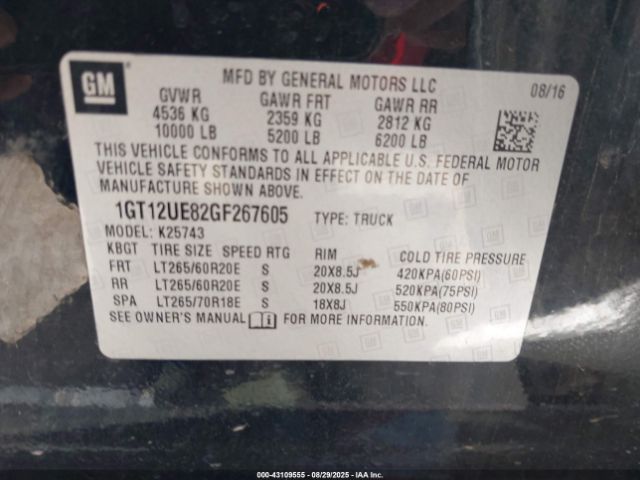 GM
MFD BY GENERAL MOTORS LLC 08/16
GVWR GAWR FRT GAWR RR
4536 KG 2359 KG 2812 KG
10000 LB 5200 LB 6200 LB
THIS VEHICLE CONFORMS TO ALL APPLICABLE U.S. FEDERAL MOTOR
VEHICLE SAFETY STANDARDS IN EFFECT ON THE DATE OF
MANUFACTURE SHOWN ABOVE.
1GT12UE82GF267605 TYPE: TRUCK
MODEL: K25743
KBGT TIRE SIZE SPEED RTG RIM COLD TIRE PRESSURE
FRT LT265/60R20E S 20X8.5J 420KPA(60PSI)
RR LT265/60R20E S 20X8.5J 520KPA(75PSI)
SPA LT265/70R18E S 18X8J 550KPA(80PSI)
SEE OWNER'S MANUAL i FOR MORE INFORMATION.
000-43109555 - 08/29/2025 - IAA, Inc.